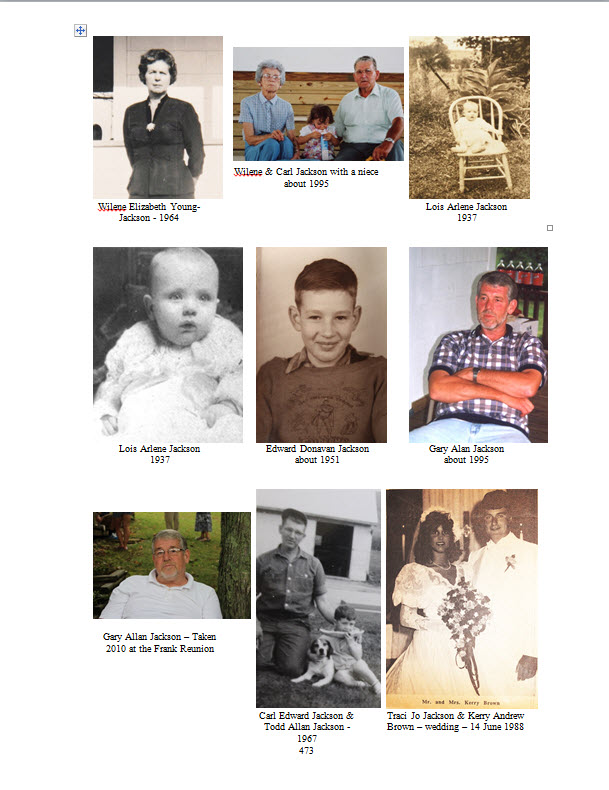 Wilene Elizabeth Young-
Jackson - 1964
Wilene & Carl Jackson with a niece
about 1995
Lois Arlene Jackson
1937
Lois Arlene Jackson
1937
Edward Donavan Jackson
about 1951
Gary Alan Jackson
about 1995
Gary Allan Jackson – Taken
2010 at the Frank Reunion
Mr. and Mrs. Kerry Brown
Carl Edward Jackson &
Todd Allan Jackson -
1967
Traci Jo Jackson & Kerry Andrew
Brown – wedding – 14 June 1988
473